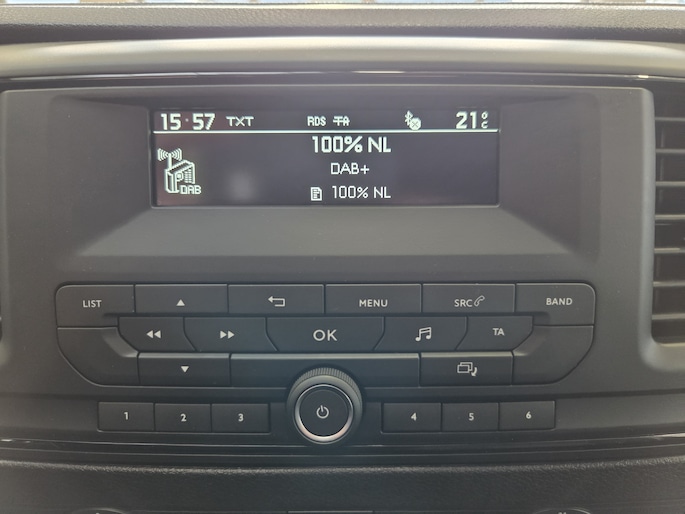 15:57 TXT RDS TA 21°C
100% NL
DAB+
DAB 100% NL
LIST MENU SRC BAND
OK TA
1 2 3 4 5 6